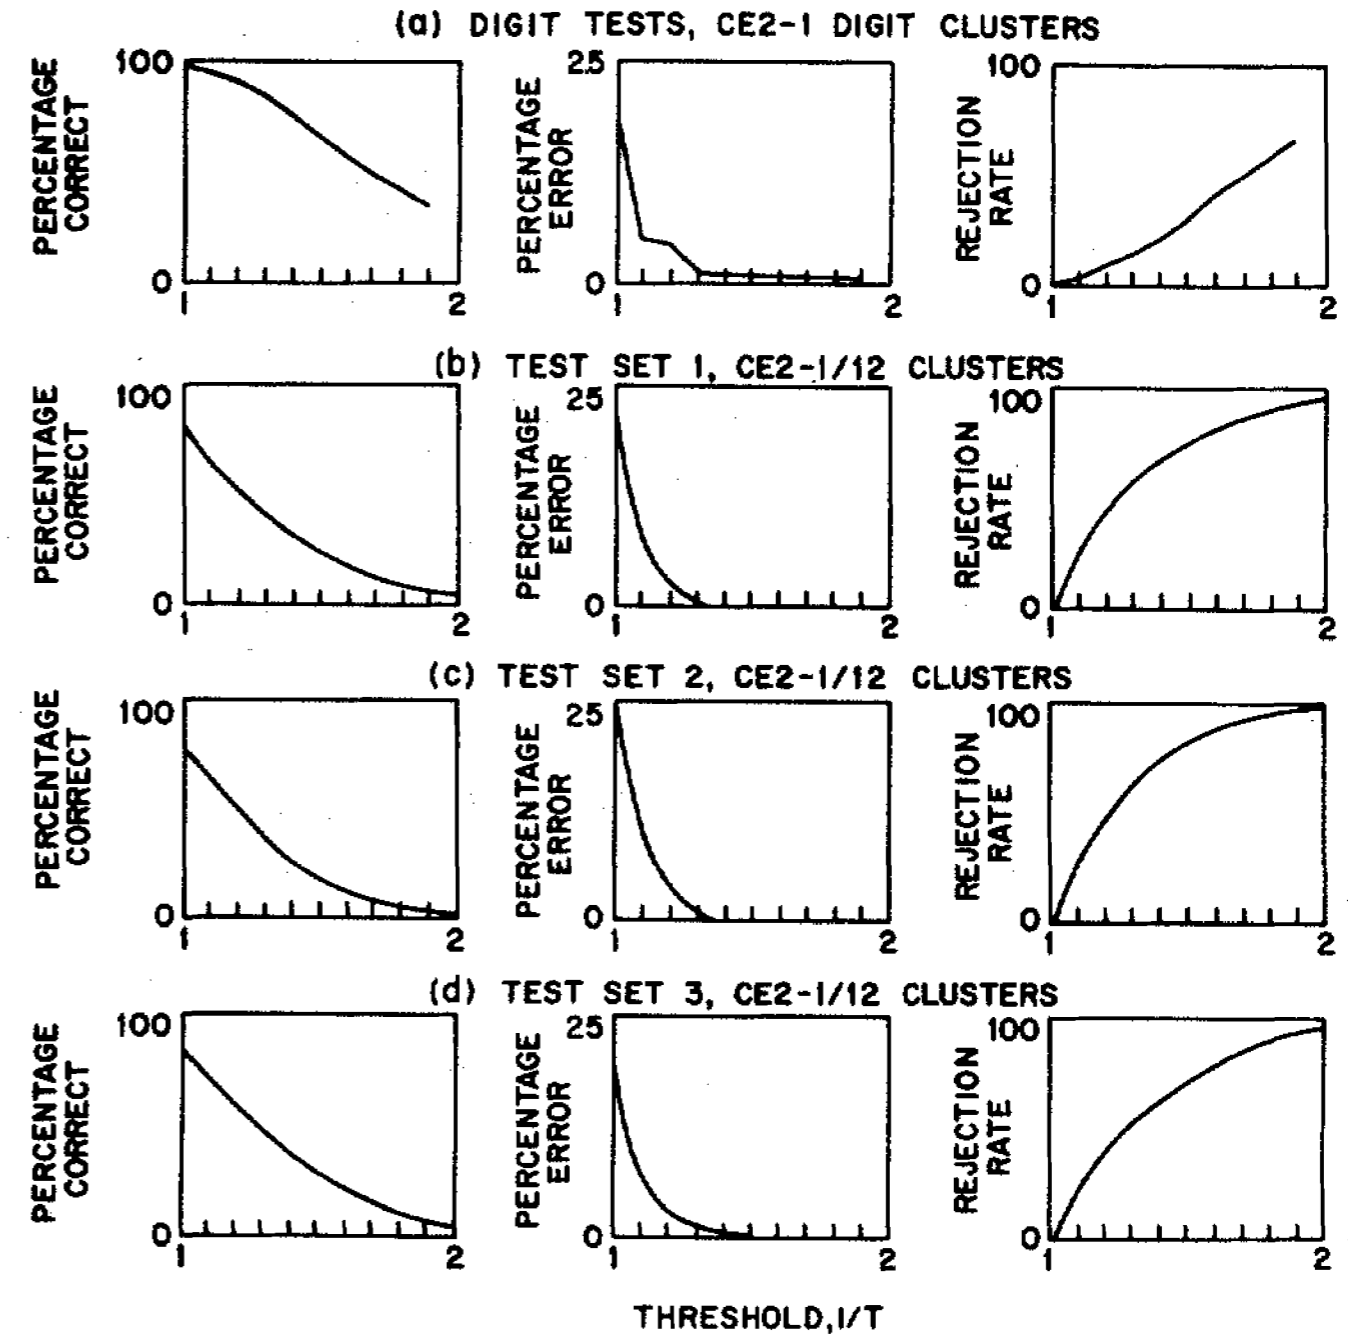 (a) DIGIT TESTS, CE2-1 DIGIT CLUSTERS
PERCENTAGE
CORRECT
100
0
1
2
PERCENTAGE
ERROR
2.5
0
1
2
REJECTION
RATE
100
0
1
2
(b) TEST SET 1, CE2-1/12 CLUSTERS
PERCENTAGE
CORRECT
100
0
1
2
PERCENTAGE
ERROR
25
0
1
2
REJECTION
RATE
100
0
1
2
(c) TEST SET 2, CE2-1/12 CLUSTERS
PERCENTAGE
CORRECT
100
0
1
2
PERCENTAGE
ERROR
25
0
1
2
REJECTION
RATE
100
0
1
2
(d) TEST SET 3, CE2-1/12 CLUSTERS
PERCENTAGE
CORRECT
100
0
1
2
PERCENTAGE
ERROR
25
0
1
2
REJECTION
RATE
100
0
1
2
THRESHOLD,1/T